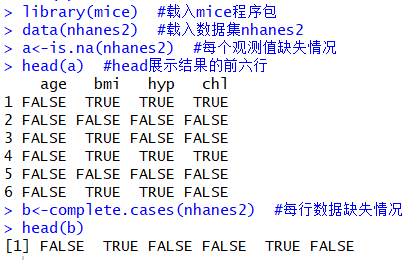 > library(mice)  #载入mice程序包
> data(nhanes2)  #载入数据集nhanes2
> a<-is.na(nhanes2)  #每个观测值缺失情况
> head(a)  #head展示结果的前六行
    age   bmi   hyp   chl
1 FALSE  TRUE  TRUE  TRUE
2 FALSE FALSE FALSE FALSE
3 FALSE  TRUE FALSE FALSE
4 FALSE  TRUE  TRUE  TRUE
5 FALSE FALSE FALSE FALSE
6 FALSE  TRUE  TRUE FALSE
> b<-complete.cases(nhanes2)  #每行数据缺失情况
> head(b)
[1] FALSE  TRUE FALSE FALSE  TRUE FALSE